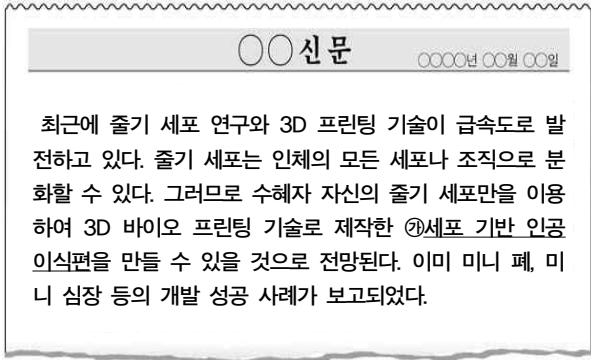 ○○신문
○○○○년 ○○월 ○○일
최근에 줄기 세포 연구와 3D 프린팅 기술이 급속도로 발
전하고 있다. 줄기 세포는 인체의 모든 세포나 조직으로 분
화할 수 있다. 그러므로 수혜자 자신의 줄기 세포만을 이용
하여 3D 바이오 프린팅 기술로 제작한 ㉮세포 기반 인공
이식편을 만들 수 있을 것으로 전망된다. 이미 미니 폐, 미
니 심장 등의 개발 성공 사례가 보고되었다.